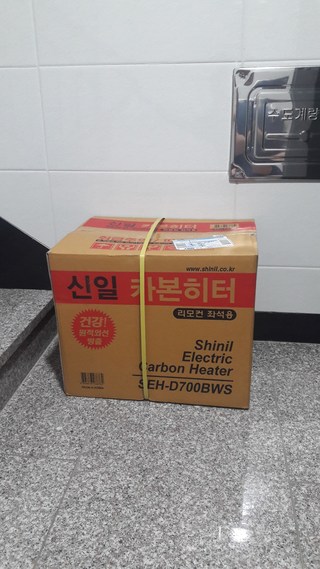 수도계량
www.shinil.co.kr
신일 카본히터
리모컨 좌석용
건강!
원적외선
방출
Shinil
Electric
Carbon Heater
SEH-D700BWS